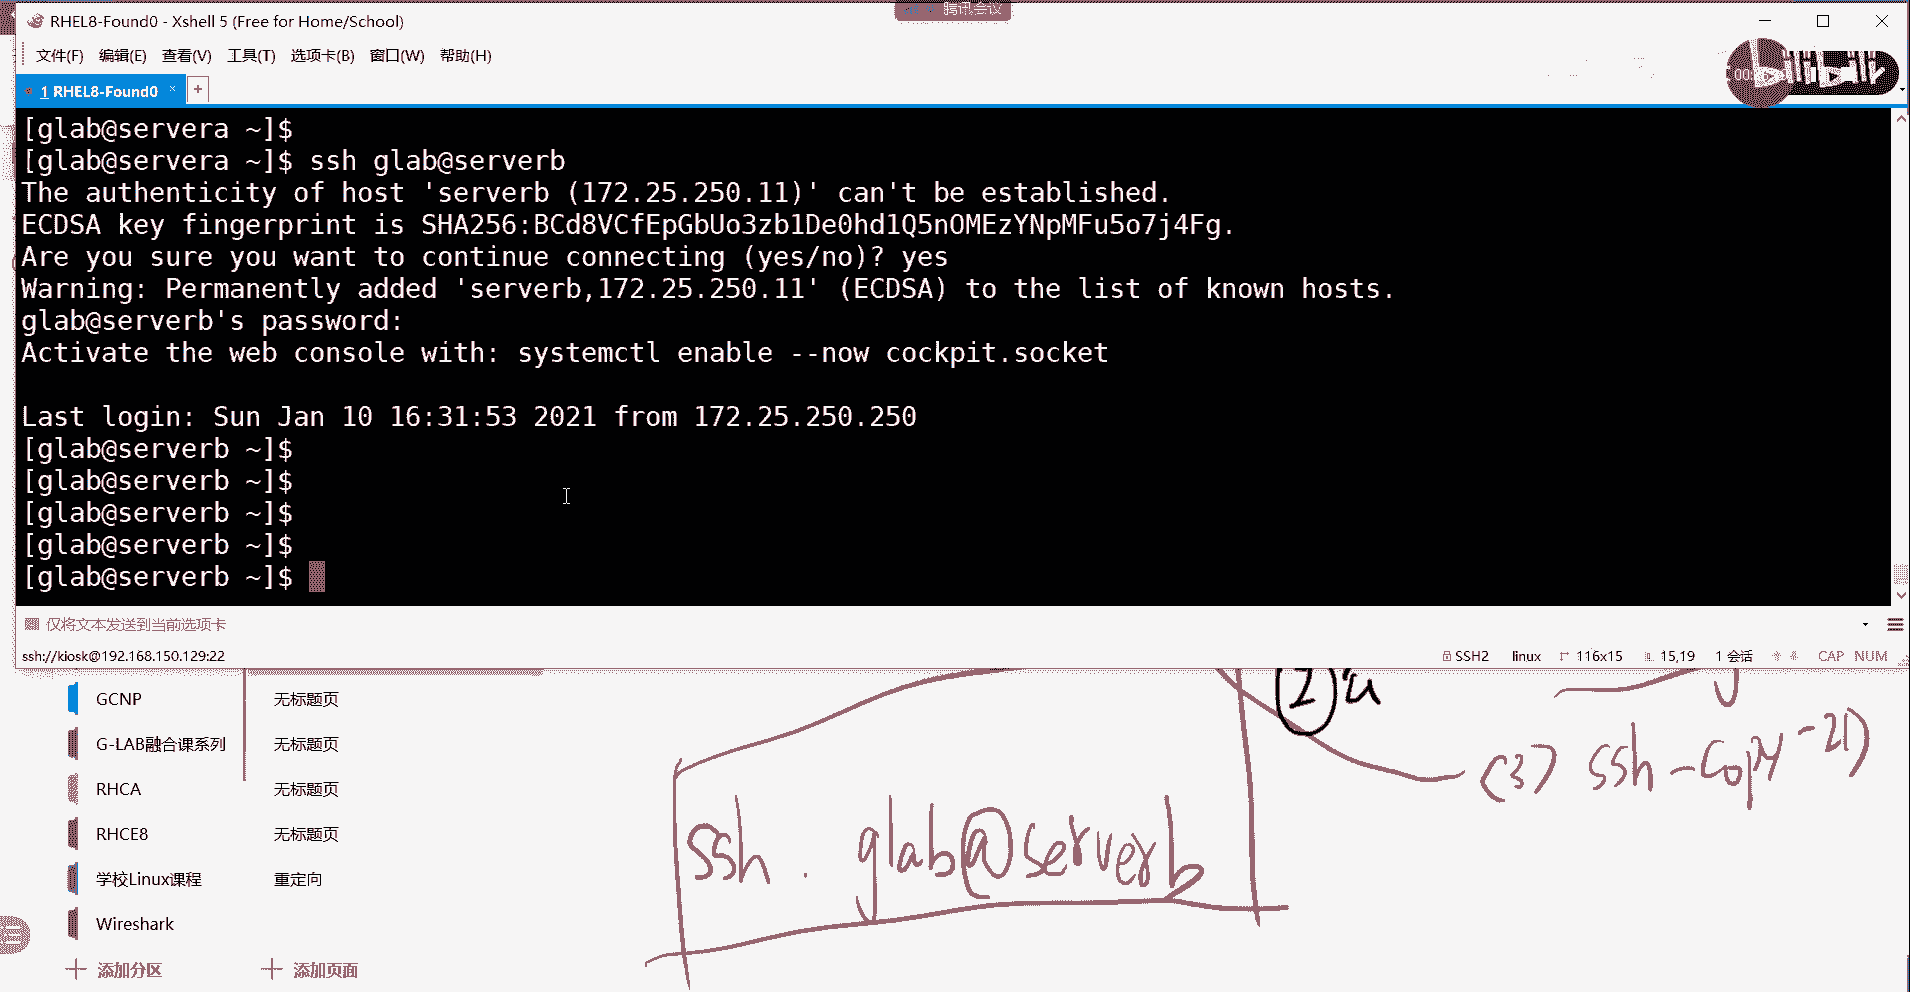 腾讯会议
RHEL8-Found0 - Xshell 5 (Free for Home/School)
文件(F) 编辑(E) 查看(V) 工具(T) 选项卡(B) 窗口(W) 帮助(H)
1 RHEL8-Found0
[glab@servera ~]$
[glab@servera ~]$ ssh glab@serverb
The authenticity of host 'serverb (172.25.250.11)' can't be established.
ECDSA key fingerprint is SHA256:BCd8VCfEpGbUo3zb1De0hd1Q5nOMEzYNpMFu5o7j4Fg.
Are you sure you want to continue connecting (yes/no)? yes
Warning: Permanently added 'serverb,172.25.250.11' (ECDSA) to the list of known hosts.
glab@serverb's password:
Activate the web console with: systemctl enable --now cockpit.socket
Last login: Sun Jan 10 16:31:53 2021 from 172.25.250.250
[glab@serverb ~]$
[glab@serverb ~]$
[glab@serverb ~]$
[glab@serverb ~]$
[glab@serverb ~]$
仅将文本发送到当前选项卡
ssh://kiosk@192.168.150.129:22 SSH2 linux 116x15 15,19 1 会话 CAP NUM
GCNP 无标题页
G-LAB融合课系列 无标题页
RHCA 无标题页
RHCE8 无标题页
学校Linux课程 重定向
Wireshark
添加分区 添加页面
(3) ssh-copy-
ssh. glab@serverb